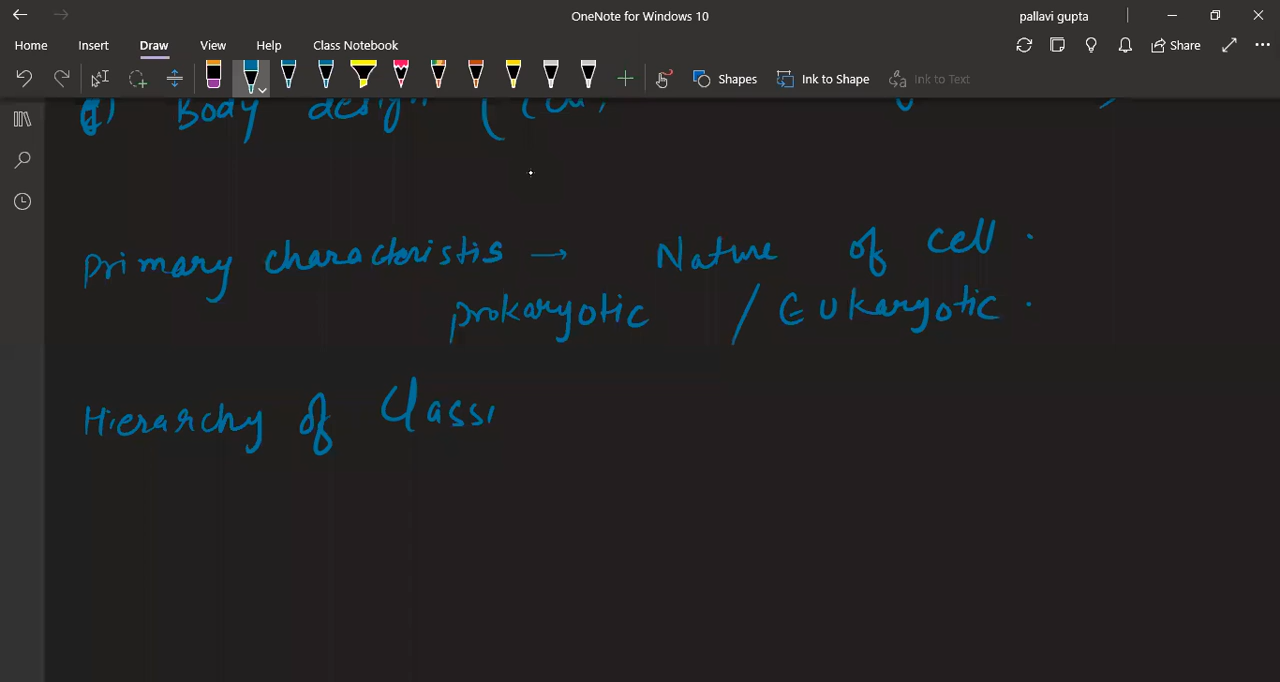 OneNote for Windows 10
pallavi gupta
Home Insert Draw View Help Class Notebook
Share
Shapes Ink to Shape Ink to Text
Body design
primary characteristis → Nature of cell .
prokaryotic / Eukaryotic .
Hierarchy of Classi